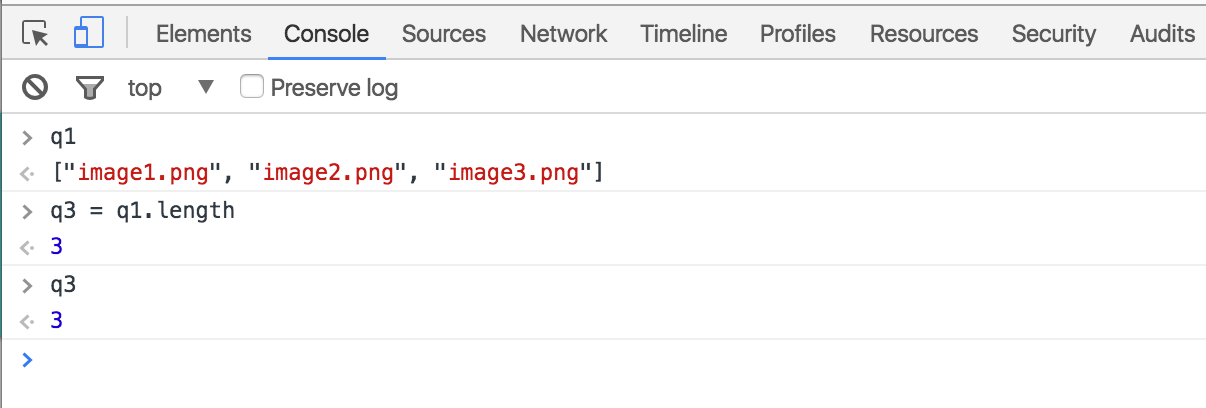 Elements Console Sources Network Timeline Profiles Resources Security Audits
top Preserve log
> q1
["image1.png", "image2.png", "image3.png"]
> q3 = q1.length
3
> q3
3
>